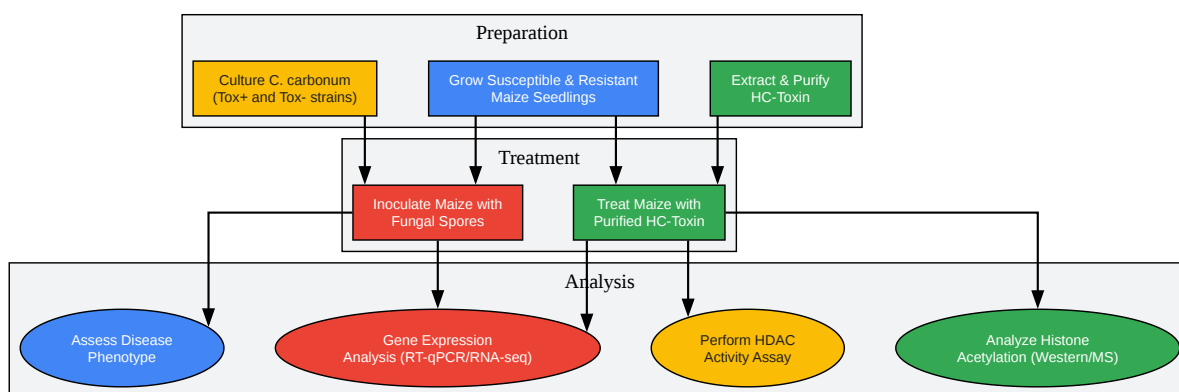 Preparation
Culture C. carbonum
(Tox+ and Tox- strains)
Grow Susceptible & Resistant
Maize Seedlings
Extract & Purify
HC-Toxin
Treatment
Inoculate Maize with
Fungal Spores
Treat Maize with
Purified HC-Toxin
Analysis
Assess Disease
Phenotype
Gene Expression
Analysis (RT-qPCR/RNA-seq)
Perform HDAC
Activity Assay
Analyze Histone
Acetylation (Western/MS)